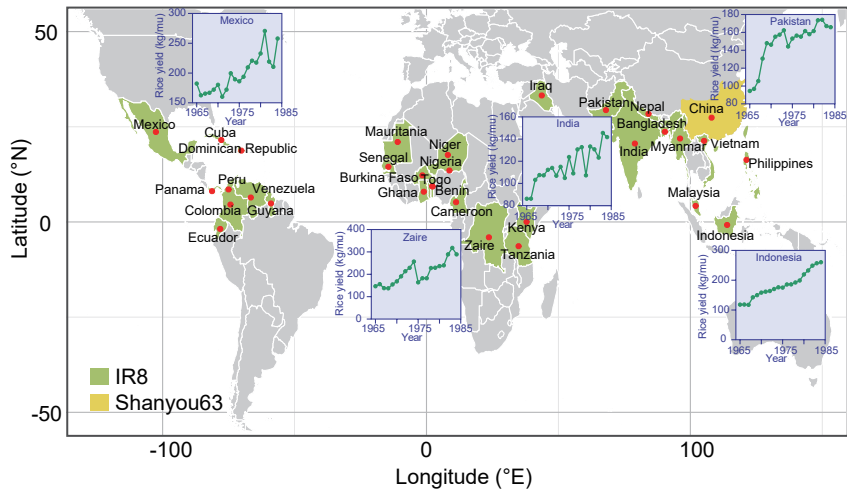 Mexico
Rice yield (kg/mu)
300
250
200
150
1965
1975
1985
Year
Pakistan
Rice yield (kg/mu)
180
160
140
120
100
80
1965
1975
1985
Year
India
Rice yield (kg/mu)
160
140
120
100
80
1965
1975
1985
Year
Zaire
Rice yield (kg/mu)
400
300
200
100
0
1965
1975
1985
Year
Indonesia
Rice yield (kg/mu)
300
200
100
0
1965
1975
1985
Year
Mexico
Cuba
Dominican Republic
Panama
Peru
Venezuela
Colombia
Guyana
Ecuador
Mauritania
Senegal
Niger
Nigeria
Burkina Faso
Togo
Ghana
Benin
Cameroon
Zaire
Kenya
Tanzania
Iraq
Pakistan
Nepal
Bangladesh
India
Myanmar
China
Vietnam
Philippines
Malaysia
Indonesia
IR8
Shanyou63
50
0
-50
Latitude (°N)
-100
0
100
Longitude (°E)